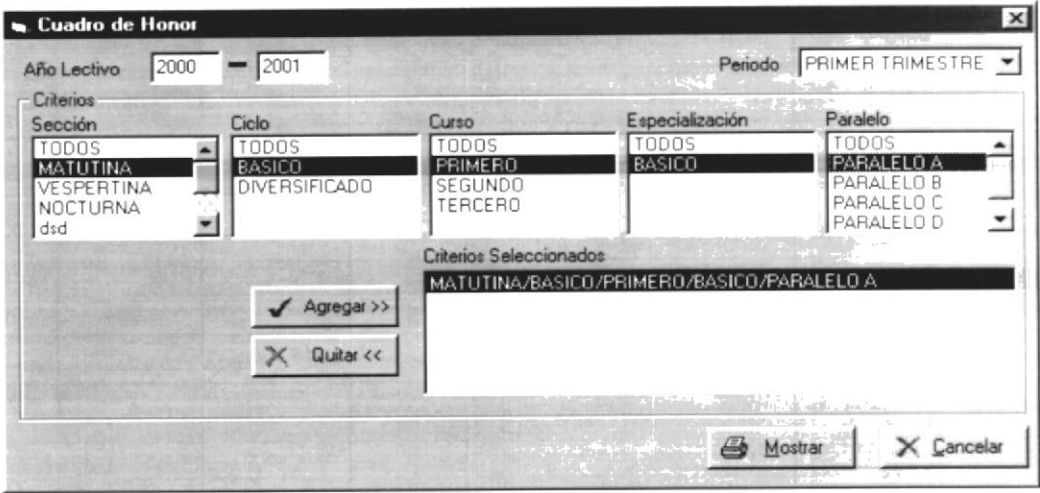 Cuadro de Honor
Año Lectivo 2000 - 2001 Periodo PRIMER TRIMESTRE
Criterios
Sección Ciclo Curso Especialización Paralelo
TODOS TODOS TODOS TODOS TODOS
MATUTINA BASICO PRIMERO BASICO PARALELO A
VESPERTINA DIVERSIFICADO SEGUNDO PARALELO B
NOCTURNA TERCERO PARALELO C
dsd PARALELO D
Criterios Seleccionados
MATUTINA/BASICO/PRIMERO/BASICO/PARALELO A
Agregar >>
Quitar <<
Mostrar Cancelar